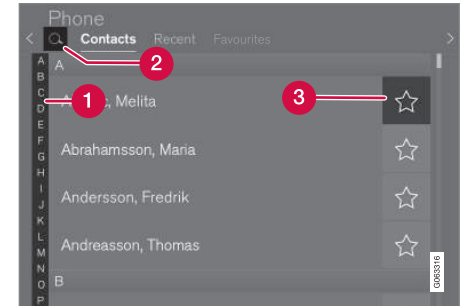 Phone
Contacts Recent Favourites
2
A
B
C
D
E
F
G
H
I
J
K
L
M
N
O
P
A
1
, Melita
3
Abrahamsson, Maria
Andersson, Fredrik
Andreasson, Thomas
B
G063316